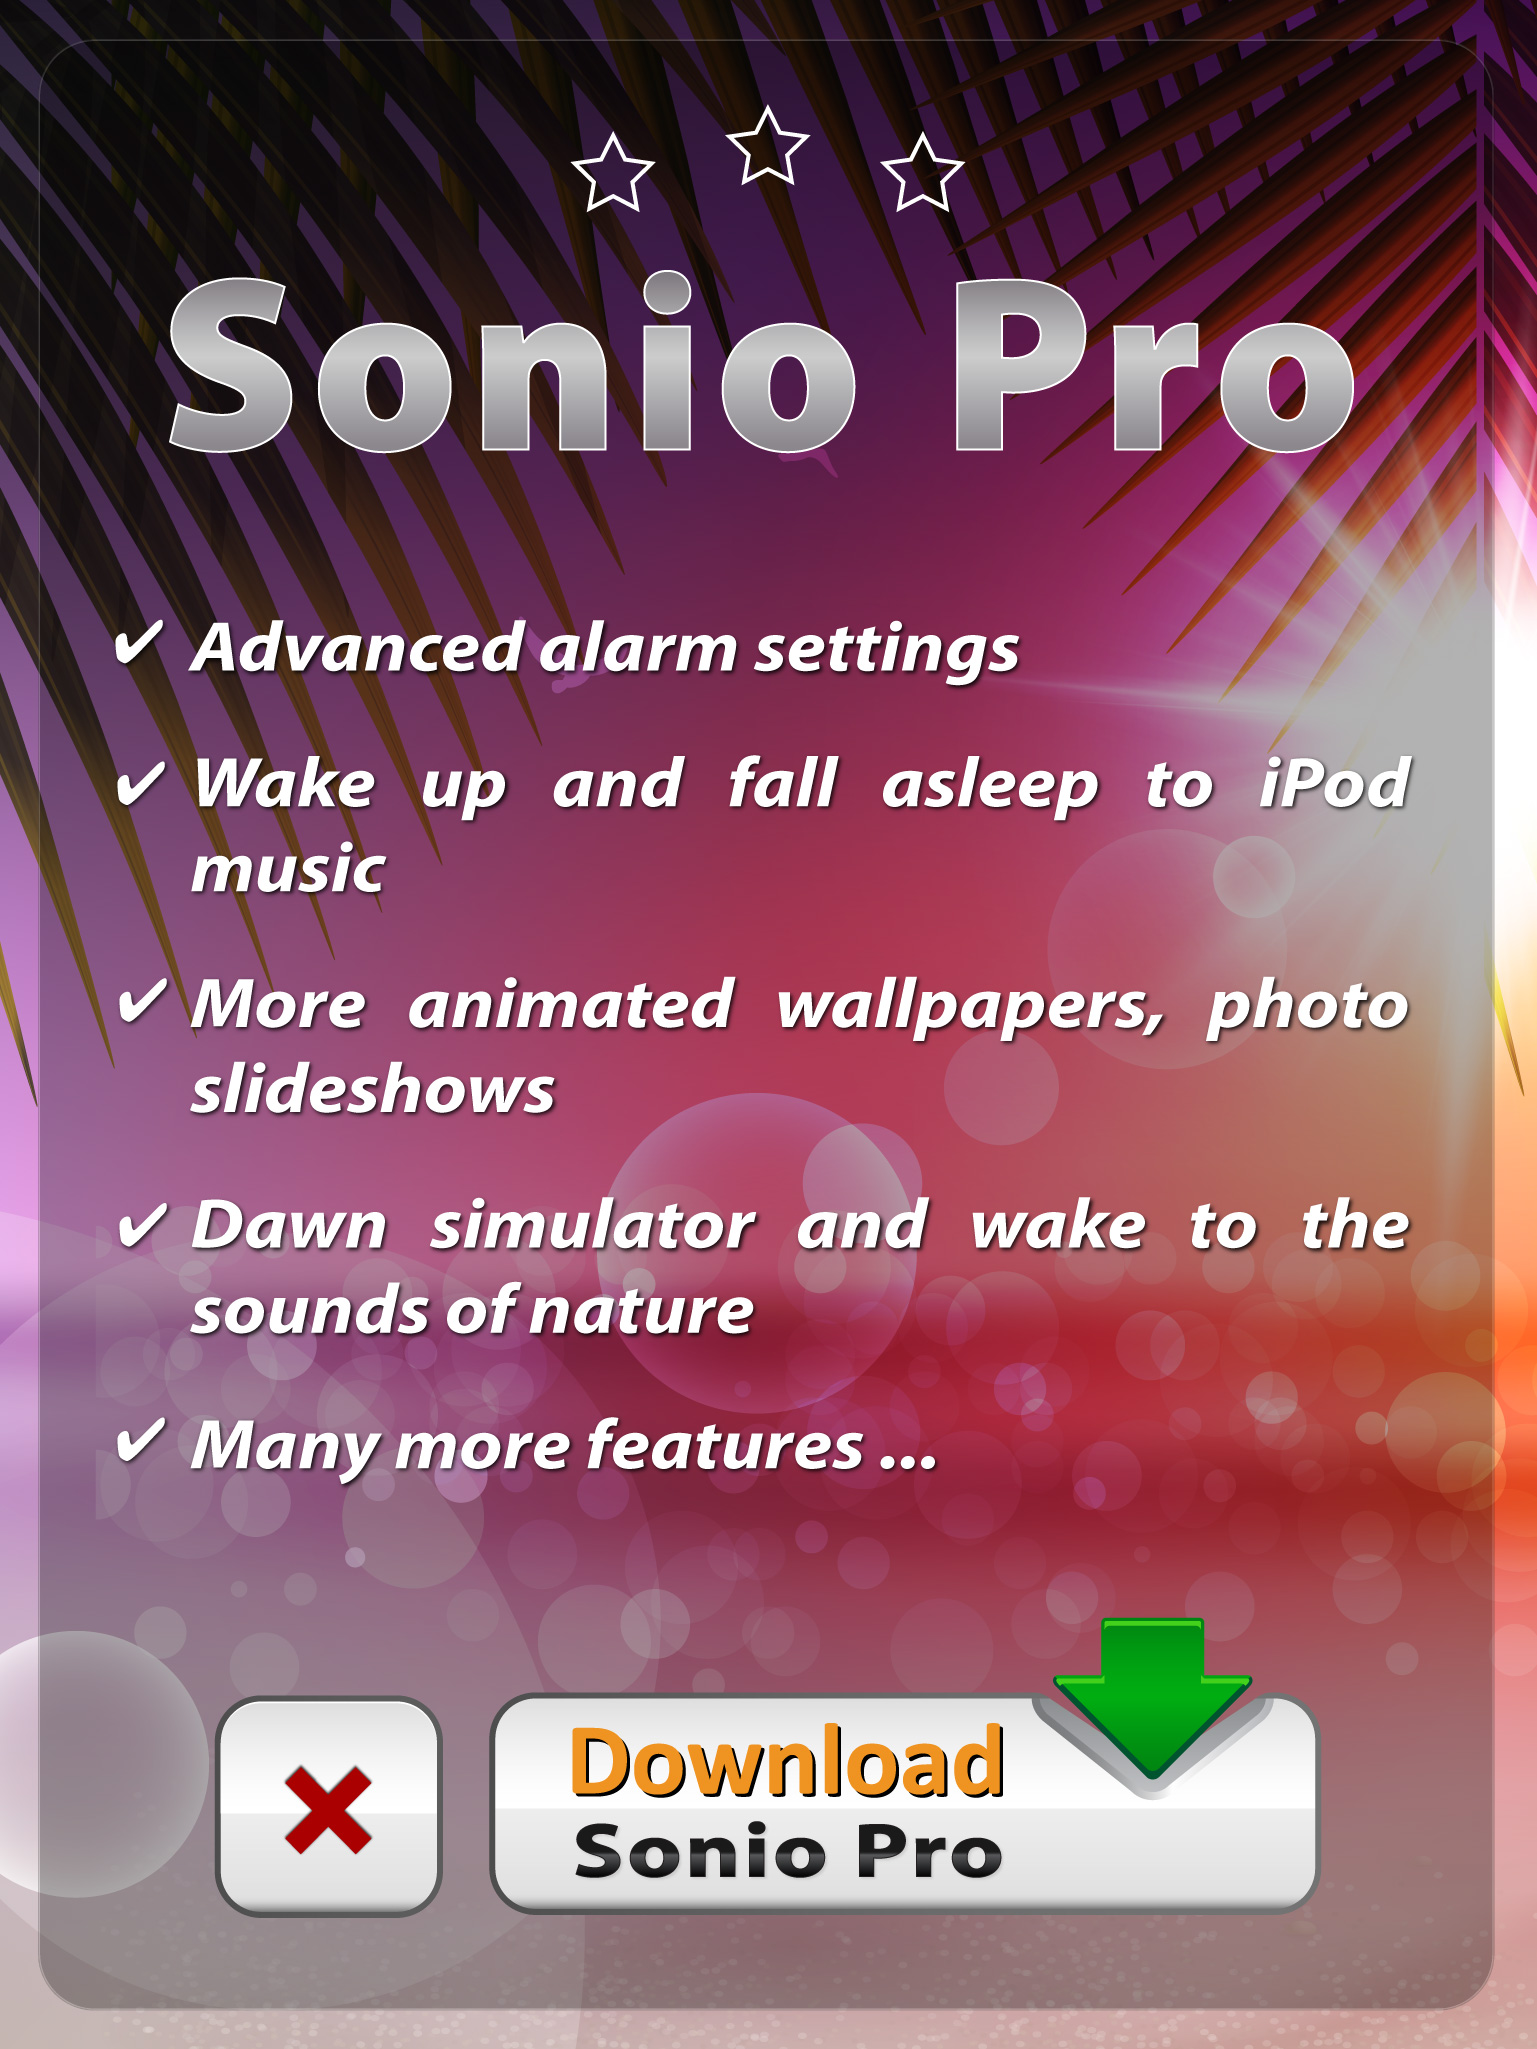 Sonio Pro
✔ Advanced alarm settings
✔ Wake up and fall asleep to iPod
music
✔ More animated wallpapers, photo
slideshows
✔ Dawn simulator and wake to the
sounds of nature
✔ Many more features ...
Download
Sonio Pro